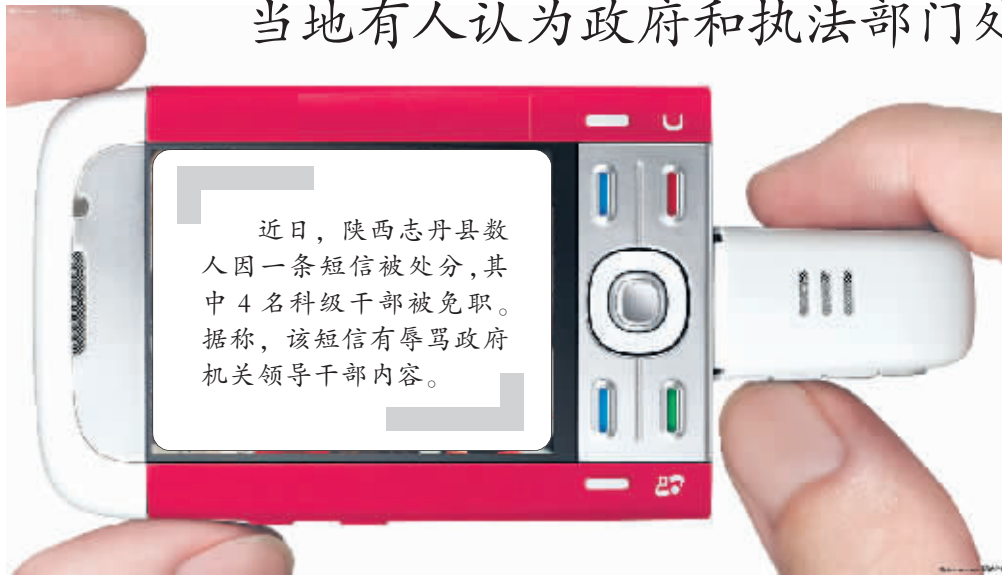 当地有人认为政府和执法部门处
近日，陕西志丹县数
人因一条短信被处分，其
中4名科级干部被免职。
据称，该短信有辱骂政府
机关领导干部内容。